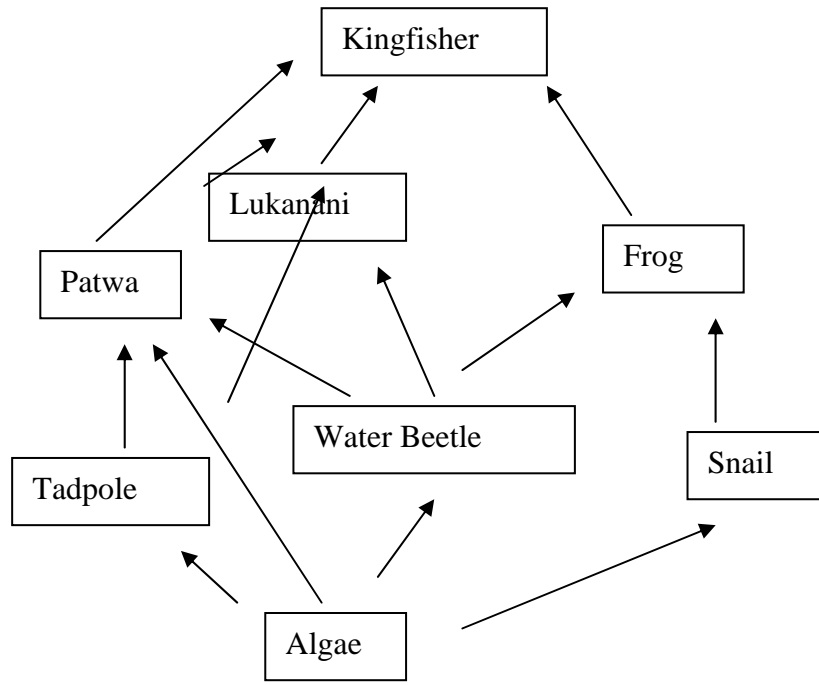 Kingfisher
Lukanani
Frog
Patwa
Water Beetle
Snail
Tadpole
Algae